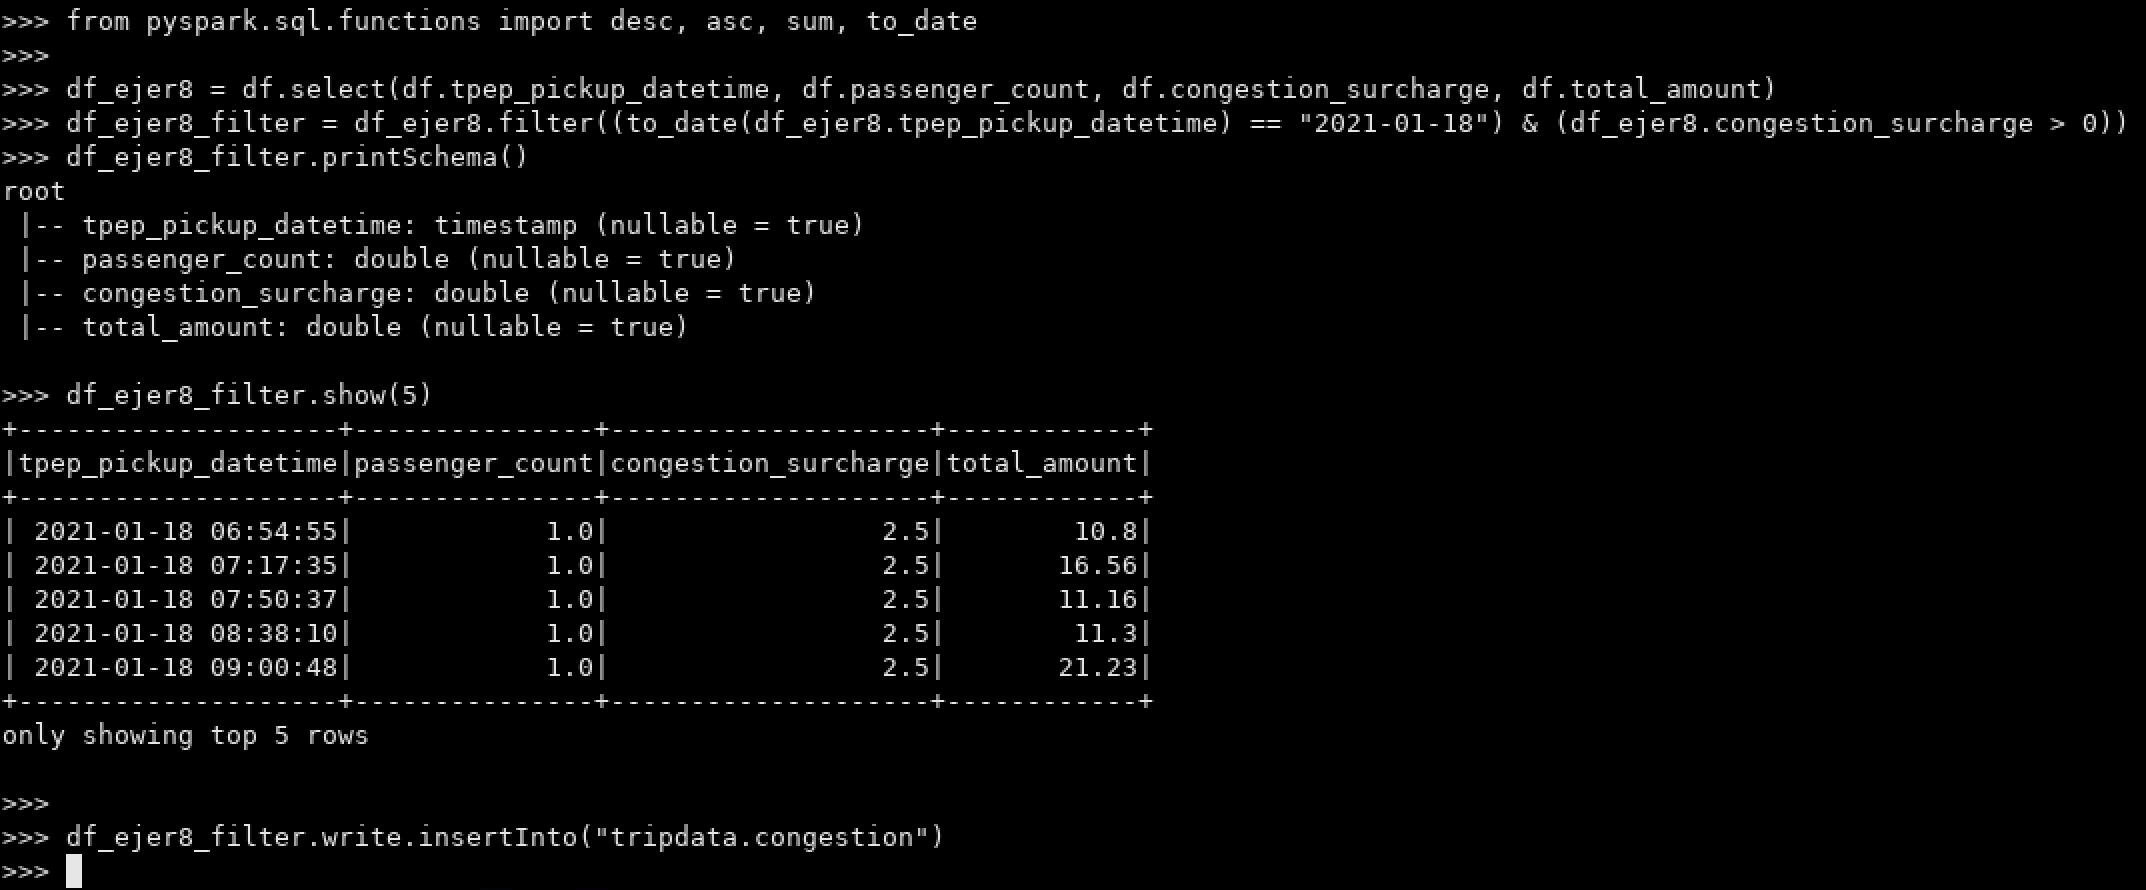 >>> from pyspark.sql.functions import desc, asc, sum, to_date
>>>
>>> df_ejer8 = df.select(df.tpep_pickup_datetime, df.passenger_count, df.congestion_surcharge, df.total_amount)
>>> df_ejer8_filter = df_ejer8.filter((to_date(df_ejer8.tpep_pickup_datetime) == "2021-01-18") & (df_ejer8.congestion_surcharge > 0))
>>> df_ejer8_filter.printSchema()
root
 |-- tpep_pickup_datetime: timestamp (nullable = true)
 |-- passenger_count: double (nullable = true)
 |-- congestion_surcharge: double (nullable = true)
 |-- total_amount: double (nullable = true)

>>> df_ejer8_filter.show(5)
+--------------------+---------------+--------------------+------------+
|tpep_pickup_datetime|passenger_count|congestion_surcharge|total_amount|
+--------------------+---------------+--------------------+------------+
| 2021-01-18 06:54:55|            1.0|                 2.5|        10.8|
| 2021-01-18 07:17:35|            1.0|                 2.5|       16.56|
| 2021-01-18 07:50:37|            1.0|                 2.5|       11.16|
| 2021-01-18 08:38:10|            1.0|                 2.5|        11.3|
| 2021-01-18 09:00:48|            1.0|                 2.5|       21.23|
+--------------------+---------------+--------------------+------------+
only showing top 5 rows

>>>
>>> df_ejer8_filter.write.insertInto("tripdata.congestion")
>>>